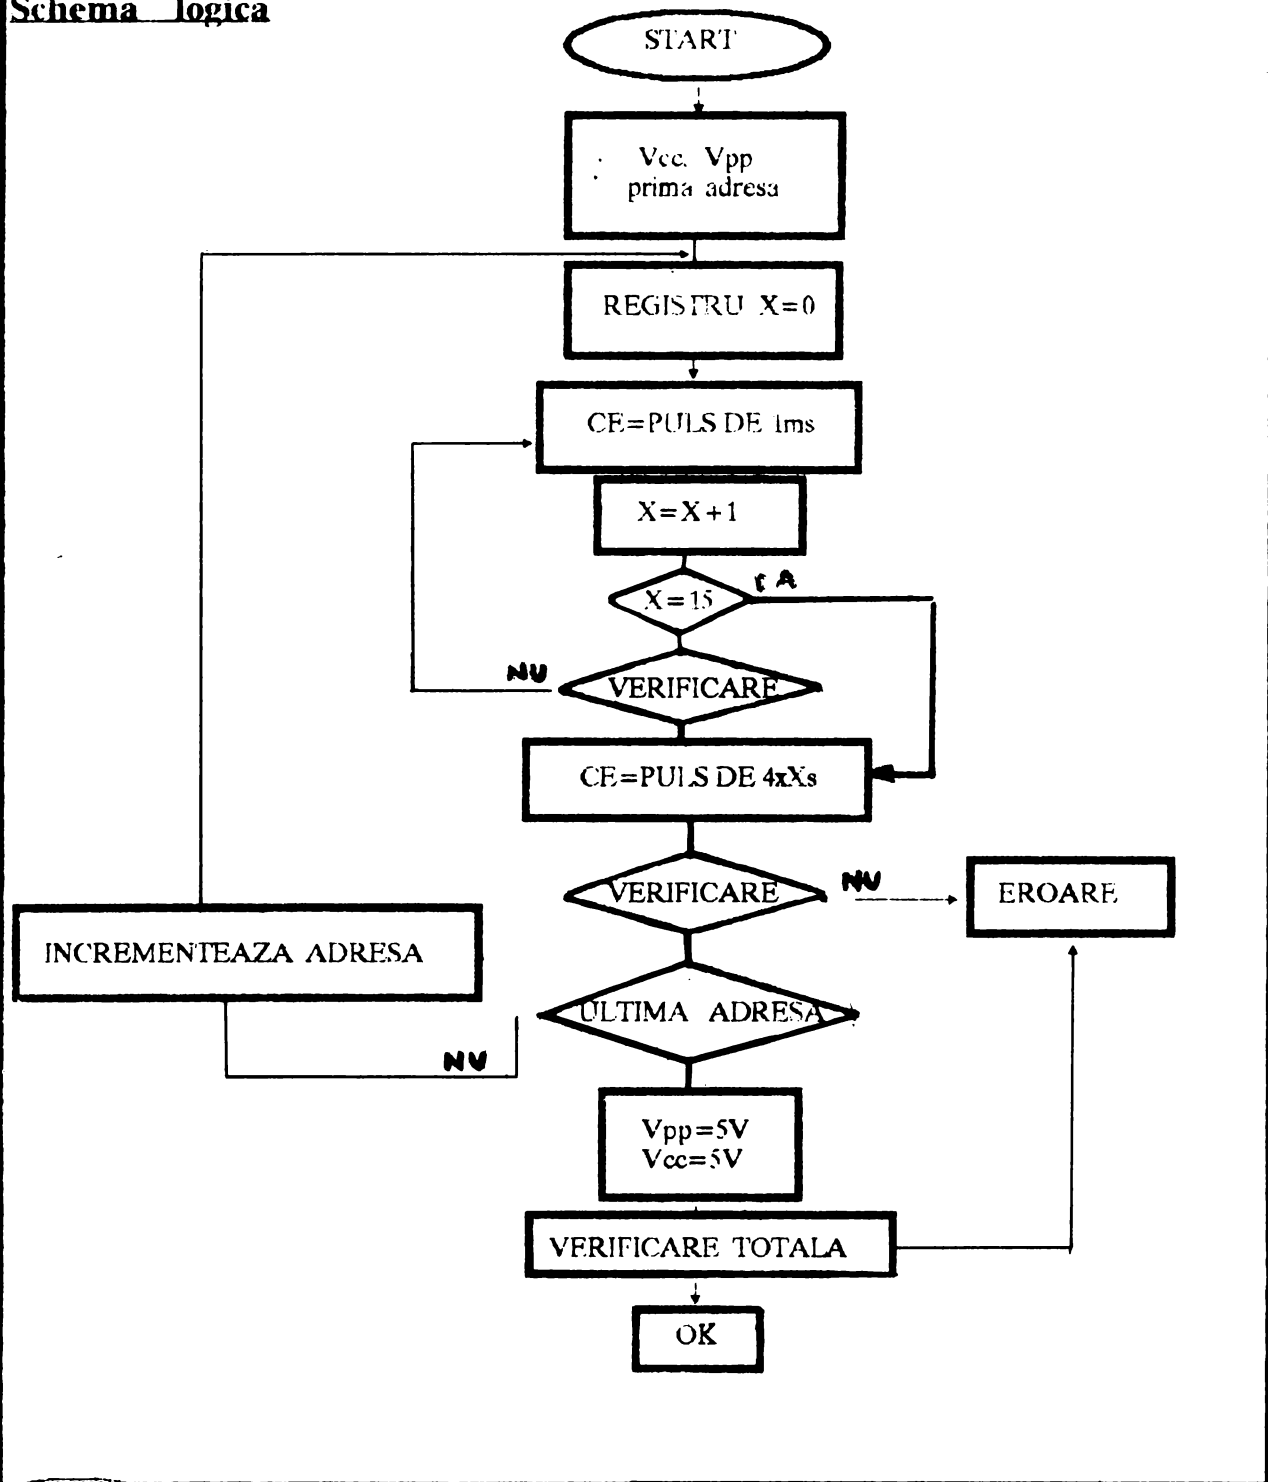 Schema logica
START
Vcc, Vpp
prima adresa
REGISTRU X=0
CE=PULS DE 1ms
X=X+1
X=15
NU
VERIFICARE
CE=PULS DE 4xXs
VERIFICARE
NU
EROARE
INCREMENTEAZA ADRESA
ULTIMA ADRESA
NU
Vpp=5V
Vcc=5V
VERIFICARE TOTALA
OK